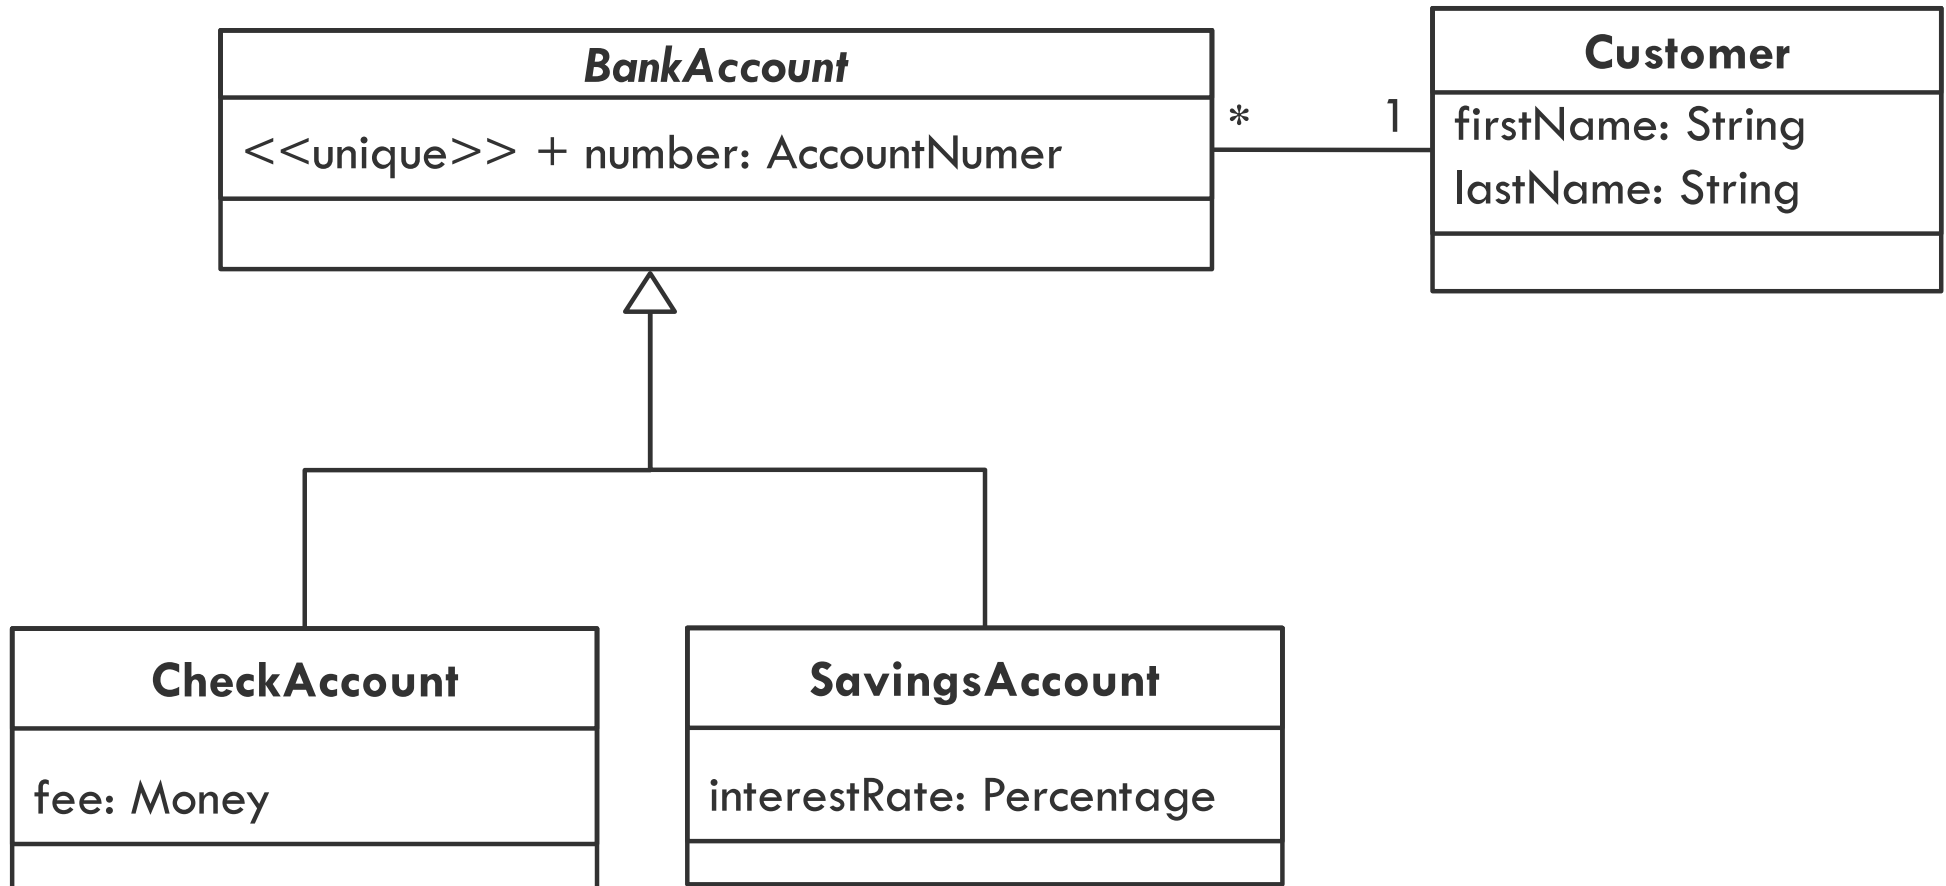 BankAccount
<<unique>> + number: AccountNumer
* 1
Customer
firstName: String
lastName: String
CheckAccount
fee: Money
SavingsAccount
interestRate: Percentage